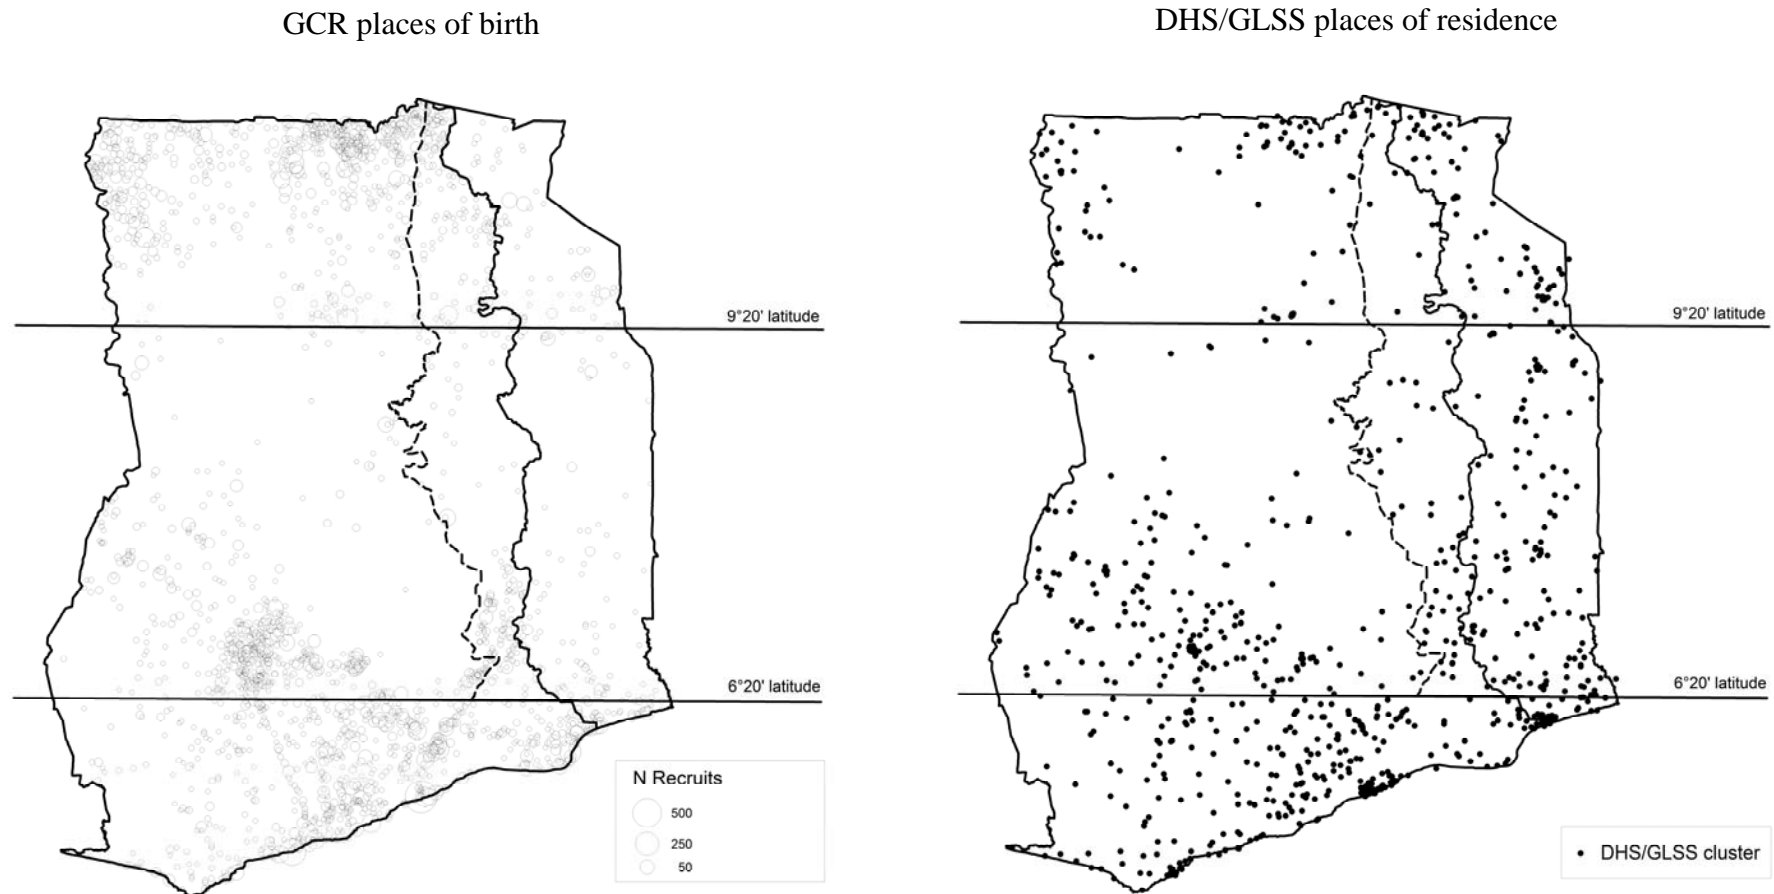 GCR places of birth
DHS/GLSS places of residence
9°20' latitude
6°20' latitude
N Recruits
500
250
50
9°20' latitude
6°20' latitude
DHS/GLSS cluster